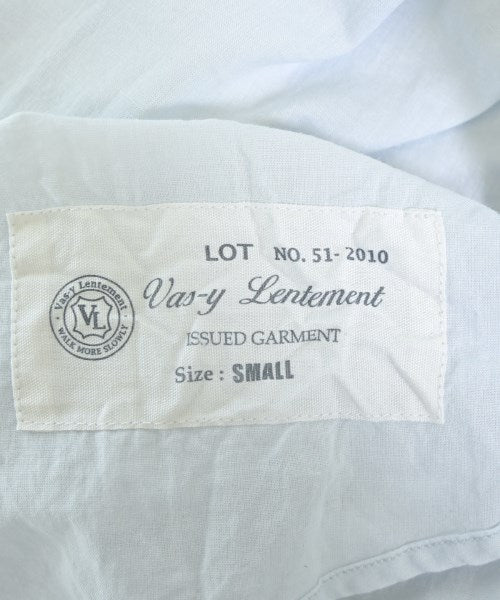 LOT NO. 51-2010
Vas-y Lentement
ISSUED GARMENT
Size : SMALL
Vas-y Lentement
VL
WALK MORE SLOWLY